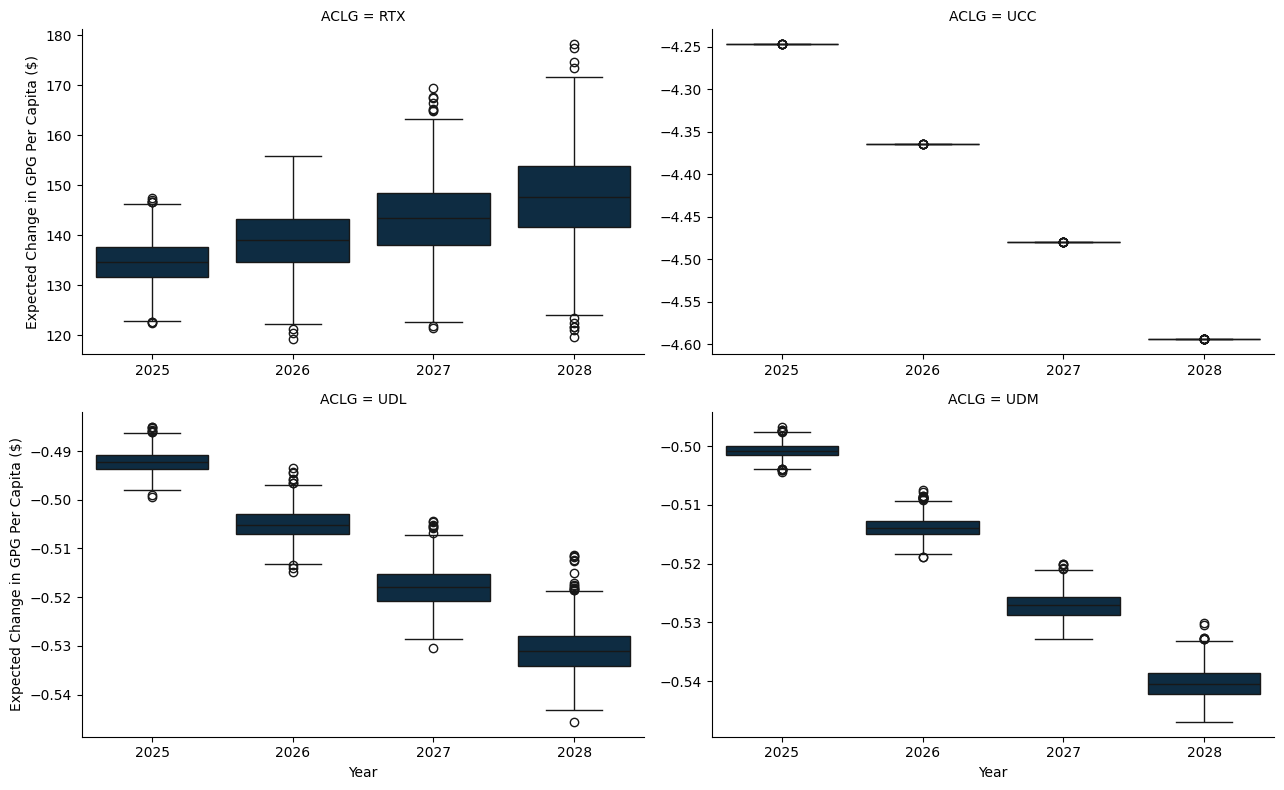 ACLG = RTX
Expected Change in GPG Per Capita ($)
180
170
160
150
140
130
120
2025 2026 2027 2028
ACLG = UCC
−4.25
−4.30
−4.35
−4.40
−4.45
−4.50
−4.55
−4.60
2025 2026 2027 2028
ACLG = UDL
Expected Change in GPG Per Capita ($)
−0.49
−0.50
−0.51
−0.52
−0.53
−0.54
2025 2026 2027 2028
Year
ACLG = UDM
−0.50
−0.51
−0.52
−0.53
−0.54
2025 2026 2027 2028
Year